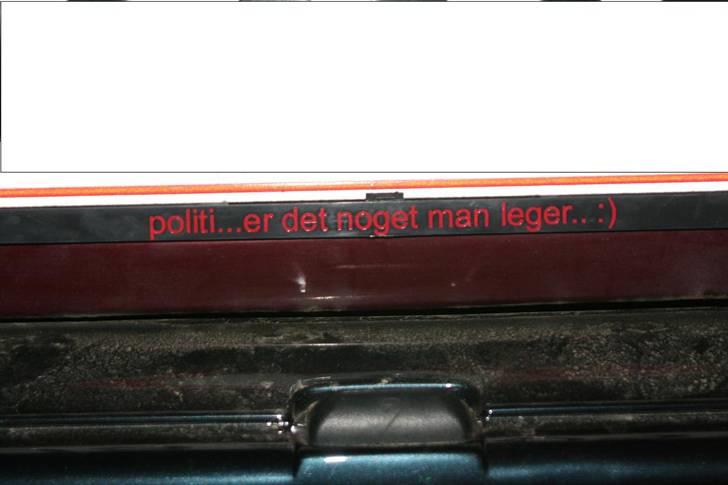 politi...er det noget man leger.. :)